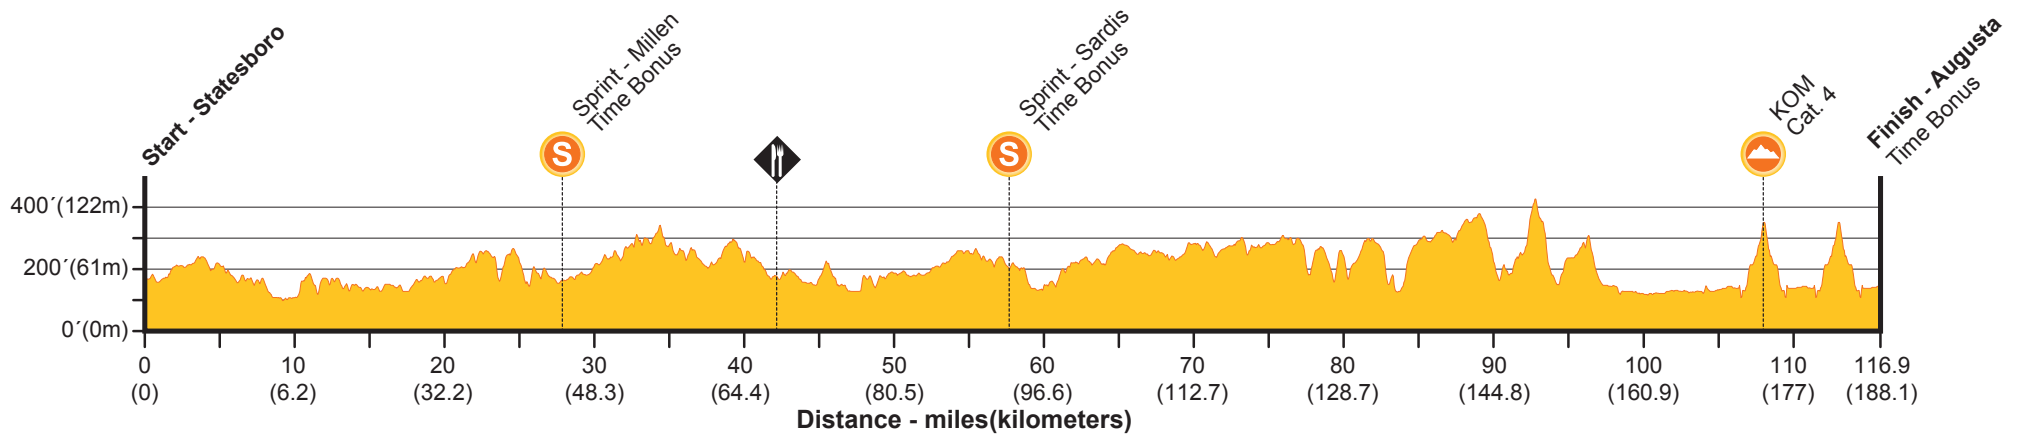 Start - Statesboro
Sprint - Millen
Time Bonus
Sprint - Sardis
Time Bonus
KOM
Cat. 4
Finish - Augusta
Time Bonus
S
S
400´(122m)
200´(61m)
0´(0m)
0 10 20 30 40 50 60 70 80 90 100 110 116.9
(0) (6.2) (32.2) (48.3) (64.4) (80.5) (96.6) (112.7) (128.7) (144.8) (160.9) (177) (188.1)
Distance - miles(kilometers)